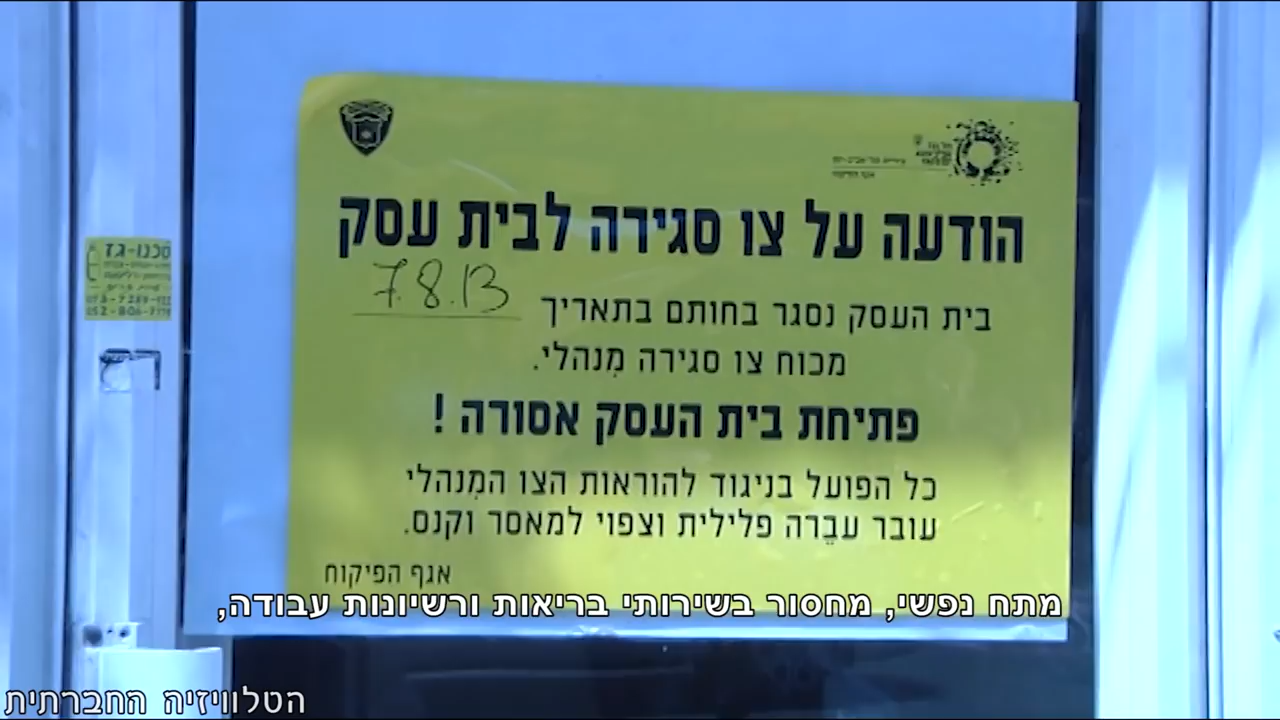 הודעה על צו סגירה לבית עסק
בית העסק נסגר בחותם בתאריך 7.8.13
מכוח צו סגירה מִנהלי.
פתיחת בית העסק אסורה !
כל הפועל בניגוד להוראות הצו המִנהלי
עובר עבֵרה פלילית וצפוי למאסר וקנס.
אגף הפיקוח
מתח נפשי, מחסור בשירותי בריאות ורשיונות עבודה,
הטלוויזיה החברתית
סכנו-גז